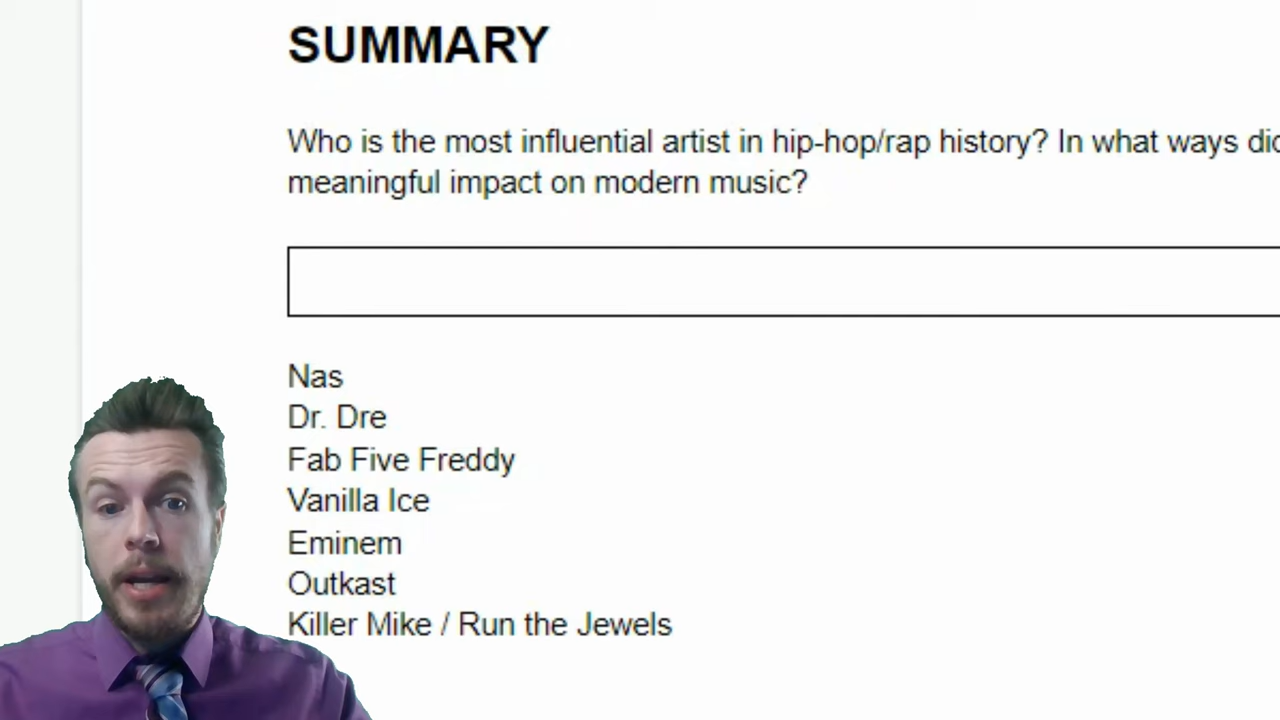 SUMMARY
Who is the most influential artist in hip-hop/rap history? In what ways
meaningful impact on modern music?
Nas
Dr. Dre
Fab Five Freddy
Vanilla Ice
Eminem
Outkast
Killer Mike / Run the Jewels